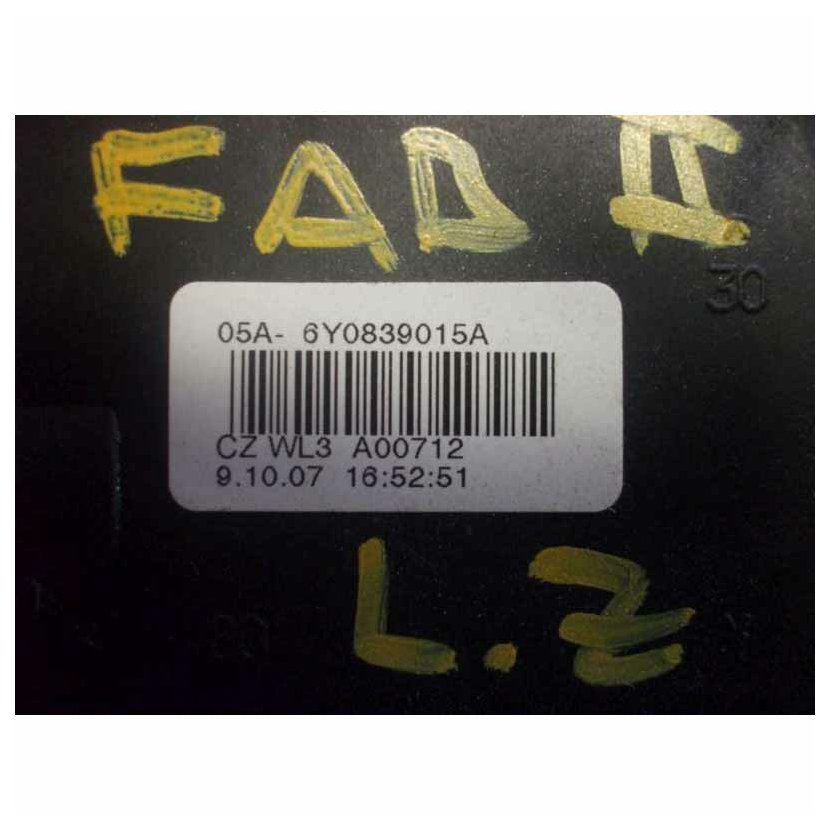 FAD II
30
05A- 6Y0839015A
CZ WL3 A00712
9.10.07 16:52:51
L.Z